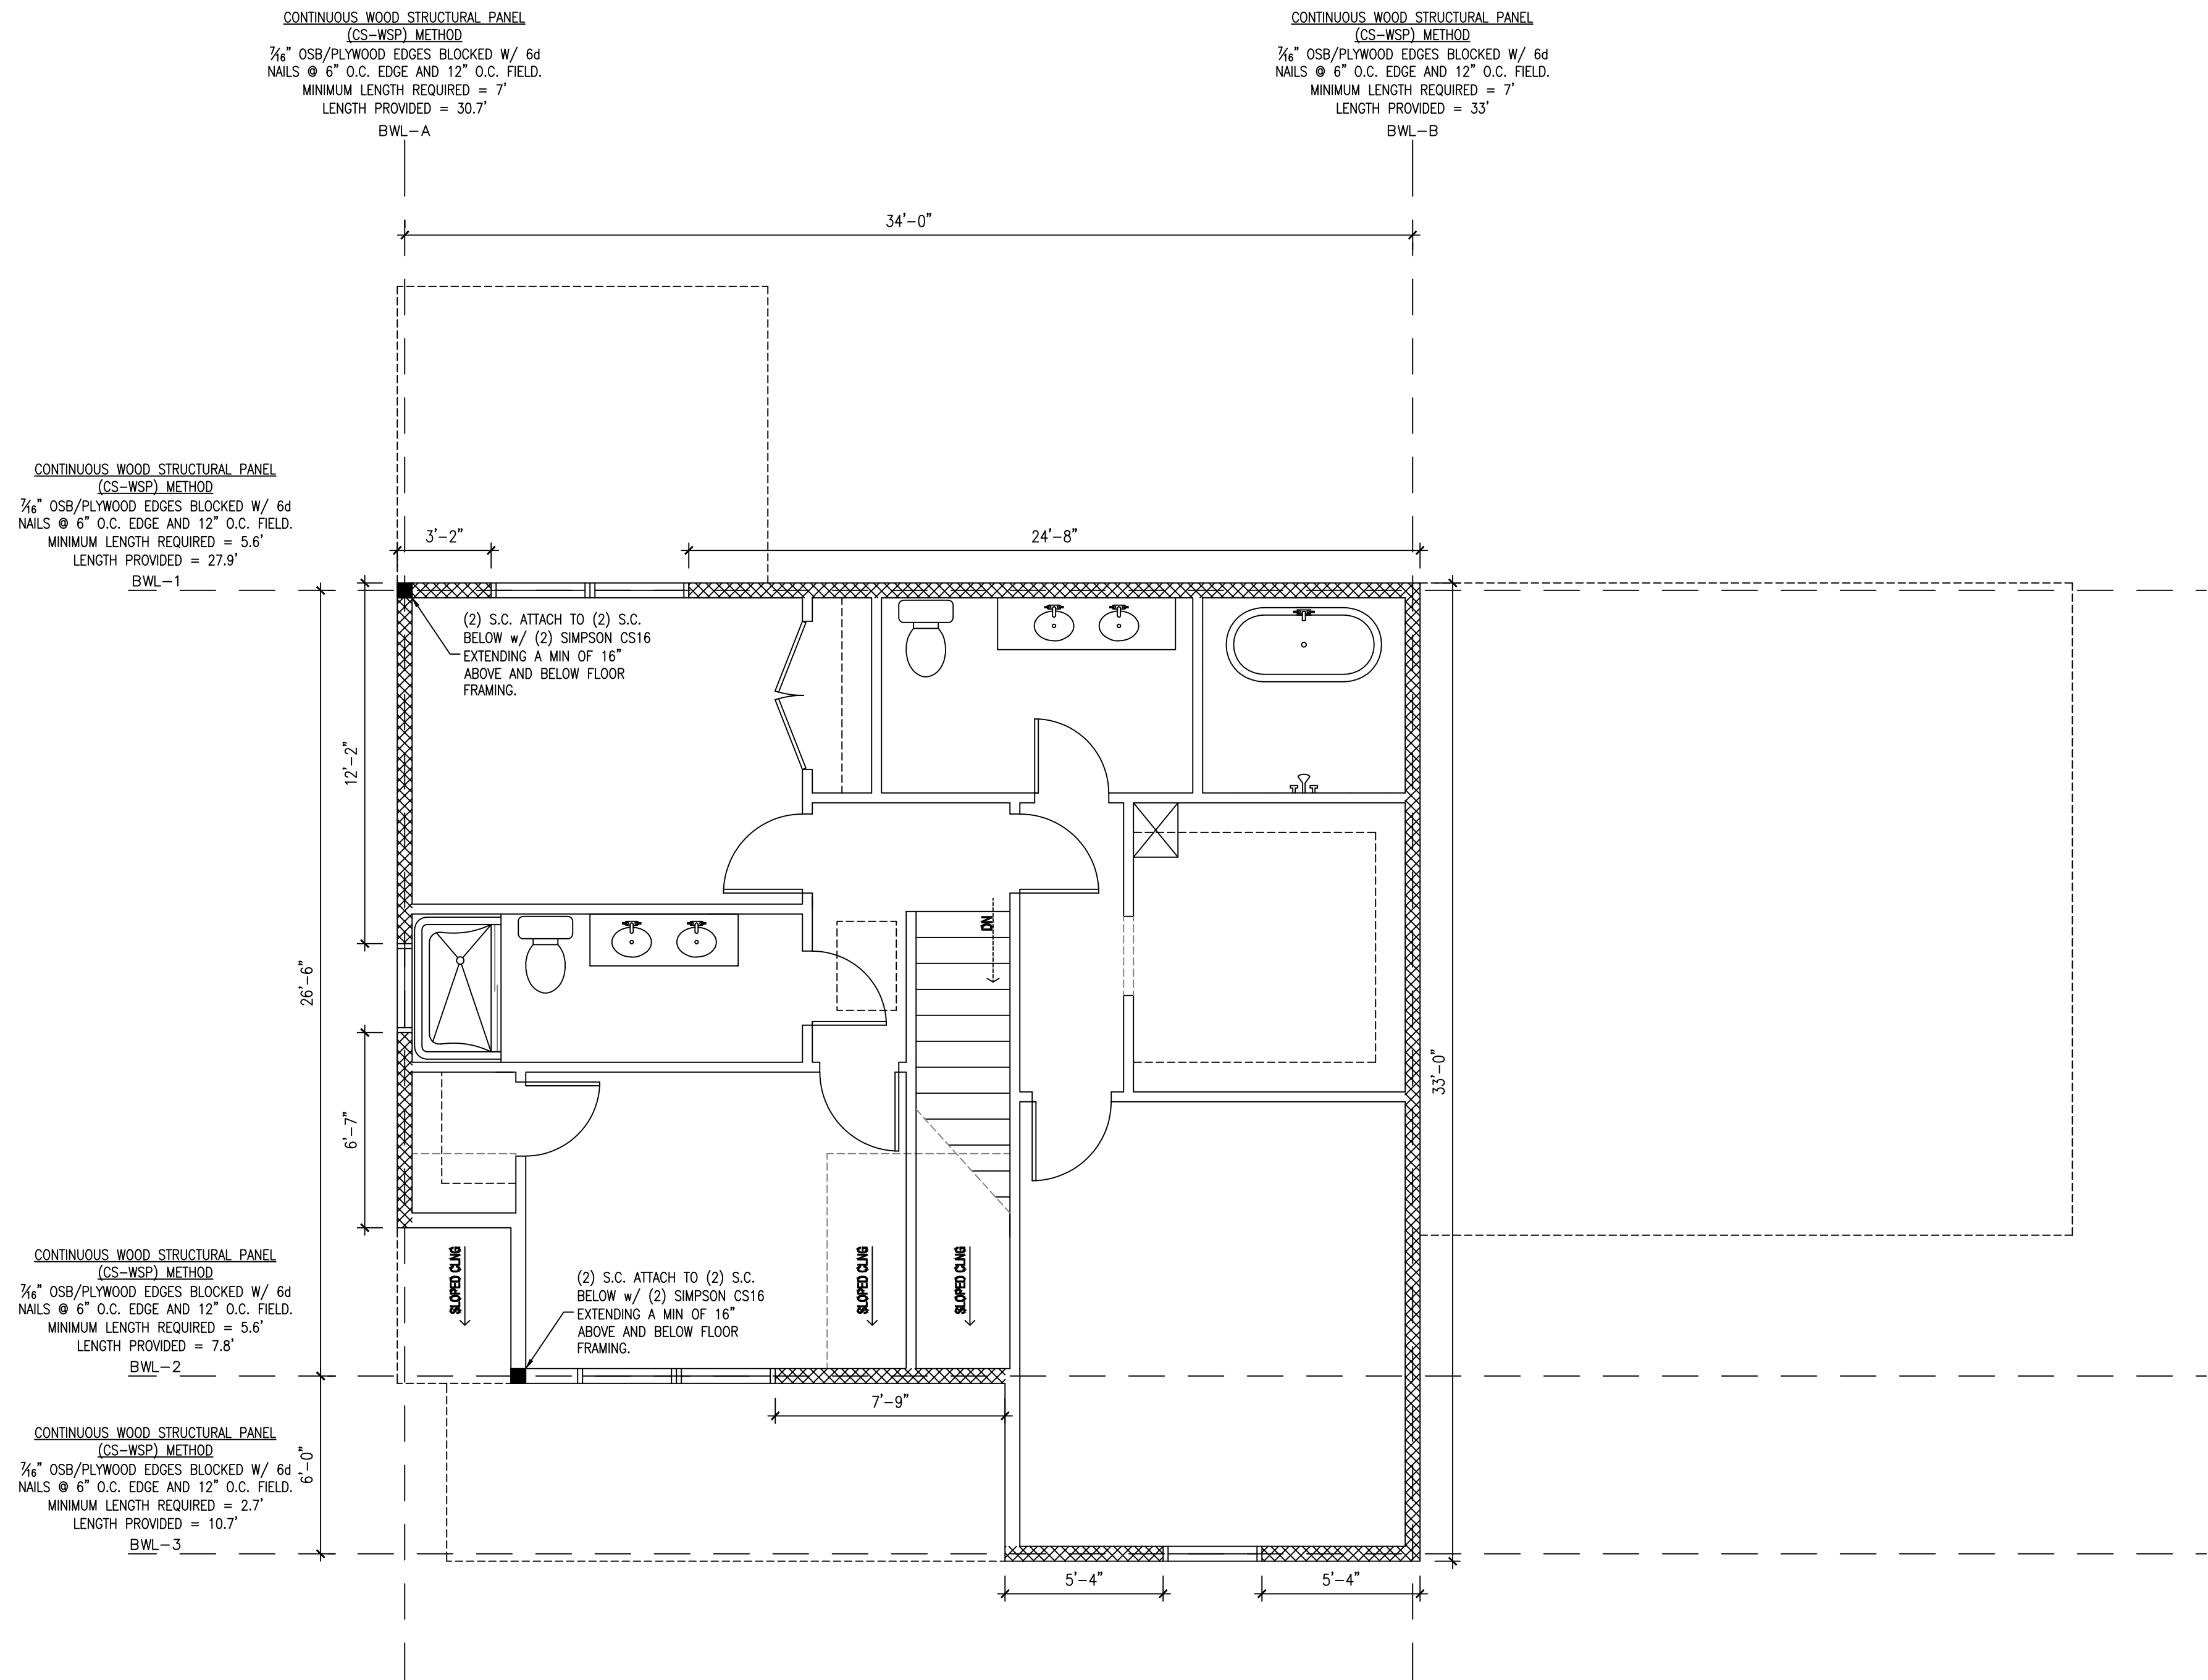 CONTINUOUS WOOD STRUCTURAL PANEL
(CS-WSP) METHOD
7/16" OSB/PLYWOOD EDGES BLOCKED W/ 6d
NAILS @ 6" O.C. EDGE AND 12" O.C. FIELD.
MINIMUM LENGTH REQUIRED = 7'
LENGTH PROVIDED = 30.7'
BWL-A
CONTINUOUS WOOD STRUCTURAL PANEL
(CS-WSP) METHOD
7/16" OSB/PLYWOOD EDGES BLOCKED W/ 6d
NAILS @ 6" O.C. EDGE AND 12" O.C. FIELD.
MINIMUM LENGTH REQUIRED = 7'
LENGTH PROVIDED = 33'
BWL-B
34'-0"
CONTINUOUS WOOD STRUCTURAL PANEL
(CS-WSP) METHOD
7/16" OSB/PLYWOOD EDGES BLOCKED W/ 6d
NAILS @ 6" O.C. EDGE AND 12" O.C. FIELD.
MINIMUM LENGTH REQUIRED = 5.6'
LENGTH PROVIDED = 27.9'
BWL-1
3'-2"
24'-8"
(2) S.C. ATTACH TO (2) S.C.
BELOW w/ (2) SIMPSON CS16
EXTENDING A MIN OF 16"
ABOVE AND BELOW FLOOR
FRAMING.
12'-2"
DN
26'-6"
33'-0"
6'-7"
SLOPED CLNG
SLOPED CLNG
SLOPED CLNG
CONTINUOUS WOOD STRUCTURAL PANEL
(CS-WSP) METHOD
7/16" OSB/PLYWOOD EDGES BLOCKED W/ 6d
NAILS @ 6" O.C. EDGE AND 12" O.C. FIELD.
MINIMUM LENGTH REQUIRED = 5.6'
LENGTH PROVIDED = 7.8'
BWL-2
(2) S.C. ATTACH TO (2) S.C.
BELOW w/ (2) SIMPSON CS16
EXTENDING A MIN OF 16"
ABOVE AND BELOW FLOOR
FRAMING.
7'-9"
CONTINUOUS WOOD STRUCTURAL PANEL
(CS-WSP) METHOD
7/16" OSB/PLYWOOD EDGES BLOCKED W/ 6d
NAILS @ 6" O.C. EDGE AND 12" O.C. FIELD.
MINIMUM LENGTH REQUIRED = 2.7'
LENGTH PROVIDED = 10.7'
BWL-3
6'-0"
5'-4"
5'-4"